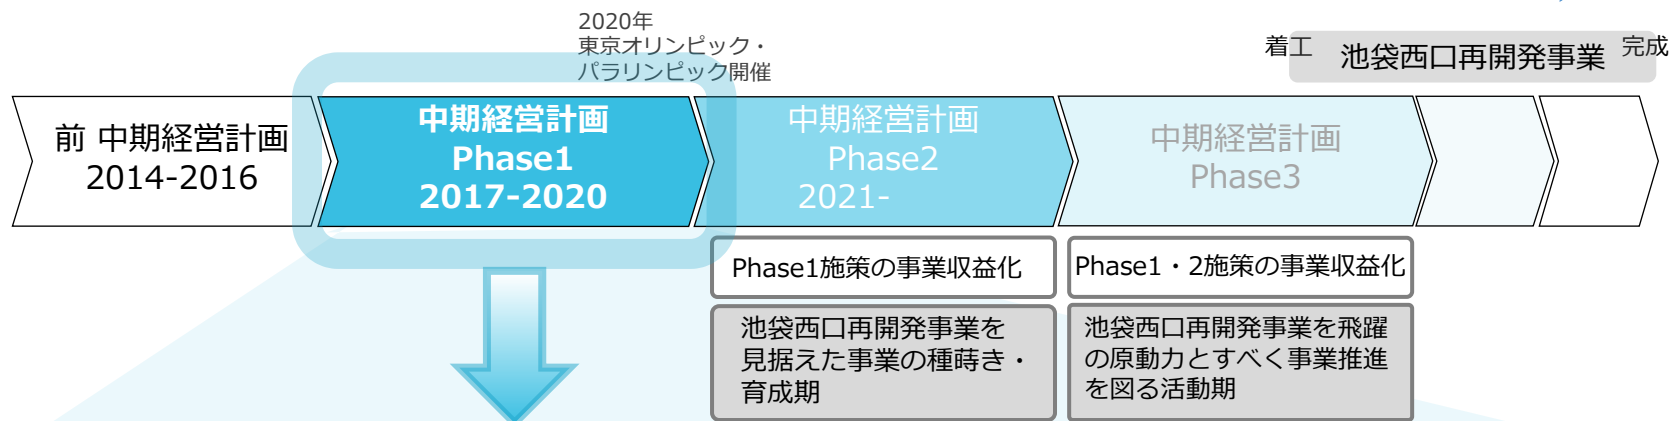 2020年
東京オリンピック・
パラリンピック開催
着工
池袋西口再開発事業
完成
前 中期経営計画
2014-2016
中期経営計画
Phase1
2017-2020
中期経営計画
Phase2
2021-
中期経営計画
Phase3
Phase1施策の事業収益化
Phase1・2施策の事業収益化
池袋西口再開発事業を
見据えた事業の種蒔き・
育成期
池袋西口再開発事業を飛躍
の原動力とすべく事業推進
を図る活動期